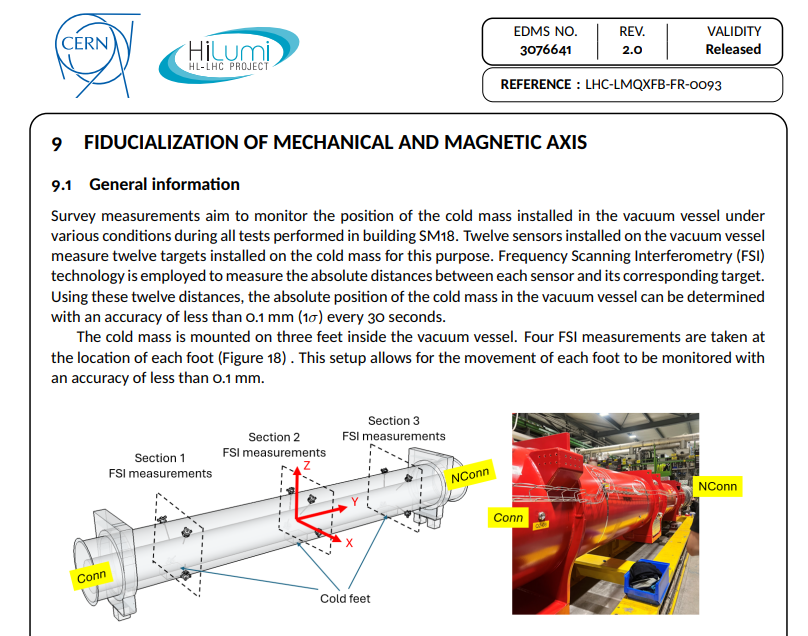 CERN
HiLumi
HL-LHC PROJECT
EDMS NO.
REV.
VALIDITY
3076641
2.0
Released
REFERENCE : LHC-LMQXFB-FR-0093
9 FIDUCIALIZATION OF MECHANICAL AND MAGNETIC AXIS
9.1 General information
Survey measurements aim to monitor the position of the cold mass installed in the vacuum vessel under
various conditions during all tests performed in building SM18. Twelve sensors installed on the vacuum vessel
measure twelve targets installed on the cold mass for this purpose. Frequency Scanning Interferometry (FSI)
technology is employed to measure the absolute distances between each sensor and its corresponding target.
Using these twelve distances, the absolute position of the cold mass in the vacuum vessel can be determined
with an accuracy of less than 0.1 mm (1σ) every 30 seconds.
The cold mass is mounted on three feet inside the vacuum vessel. Four FSI measurements are taken at
the location of each foot (Figure 18) . This setup allows for the movement of each foot to be monitored with
an accuracy of less than 0.1 mm.
Section 1
FSI measurements
Section 2
FSI measurements
Section 3
FSI measurements
Z
Y
X
NConn
Conn
Cold feet
Conn
NConn